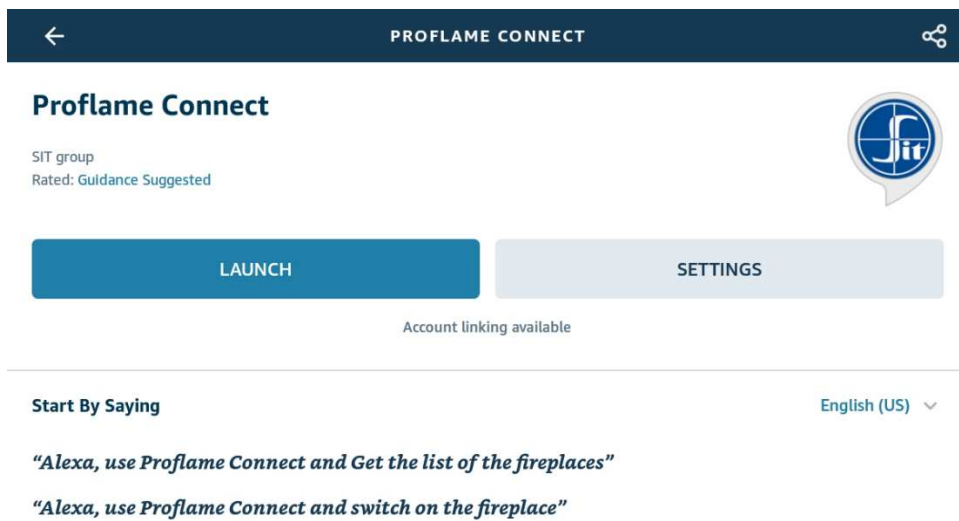 PROFLAME CONNECT
Proflame Connect
SIT group
Rated: Guidance Suggested
Sit
LAUNCH
SETTINGS
Account linking available
Start By Saying
English (US)
“Alexa, use Proflame Connect and Get the list of the fireplaces”
“Alexa, use Proflame Connect and switch on the fireplace”